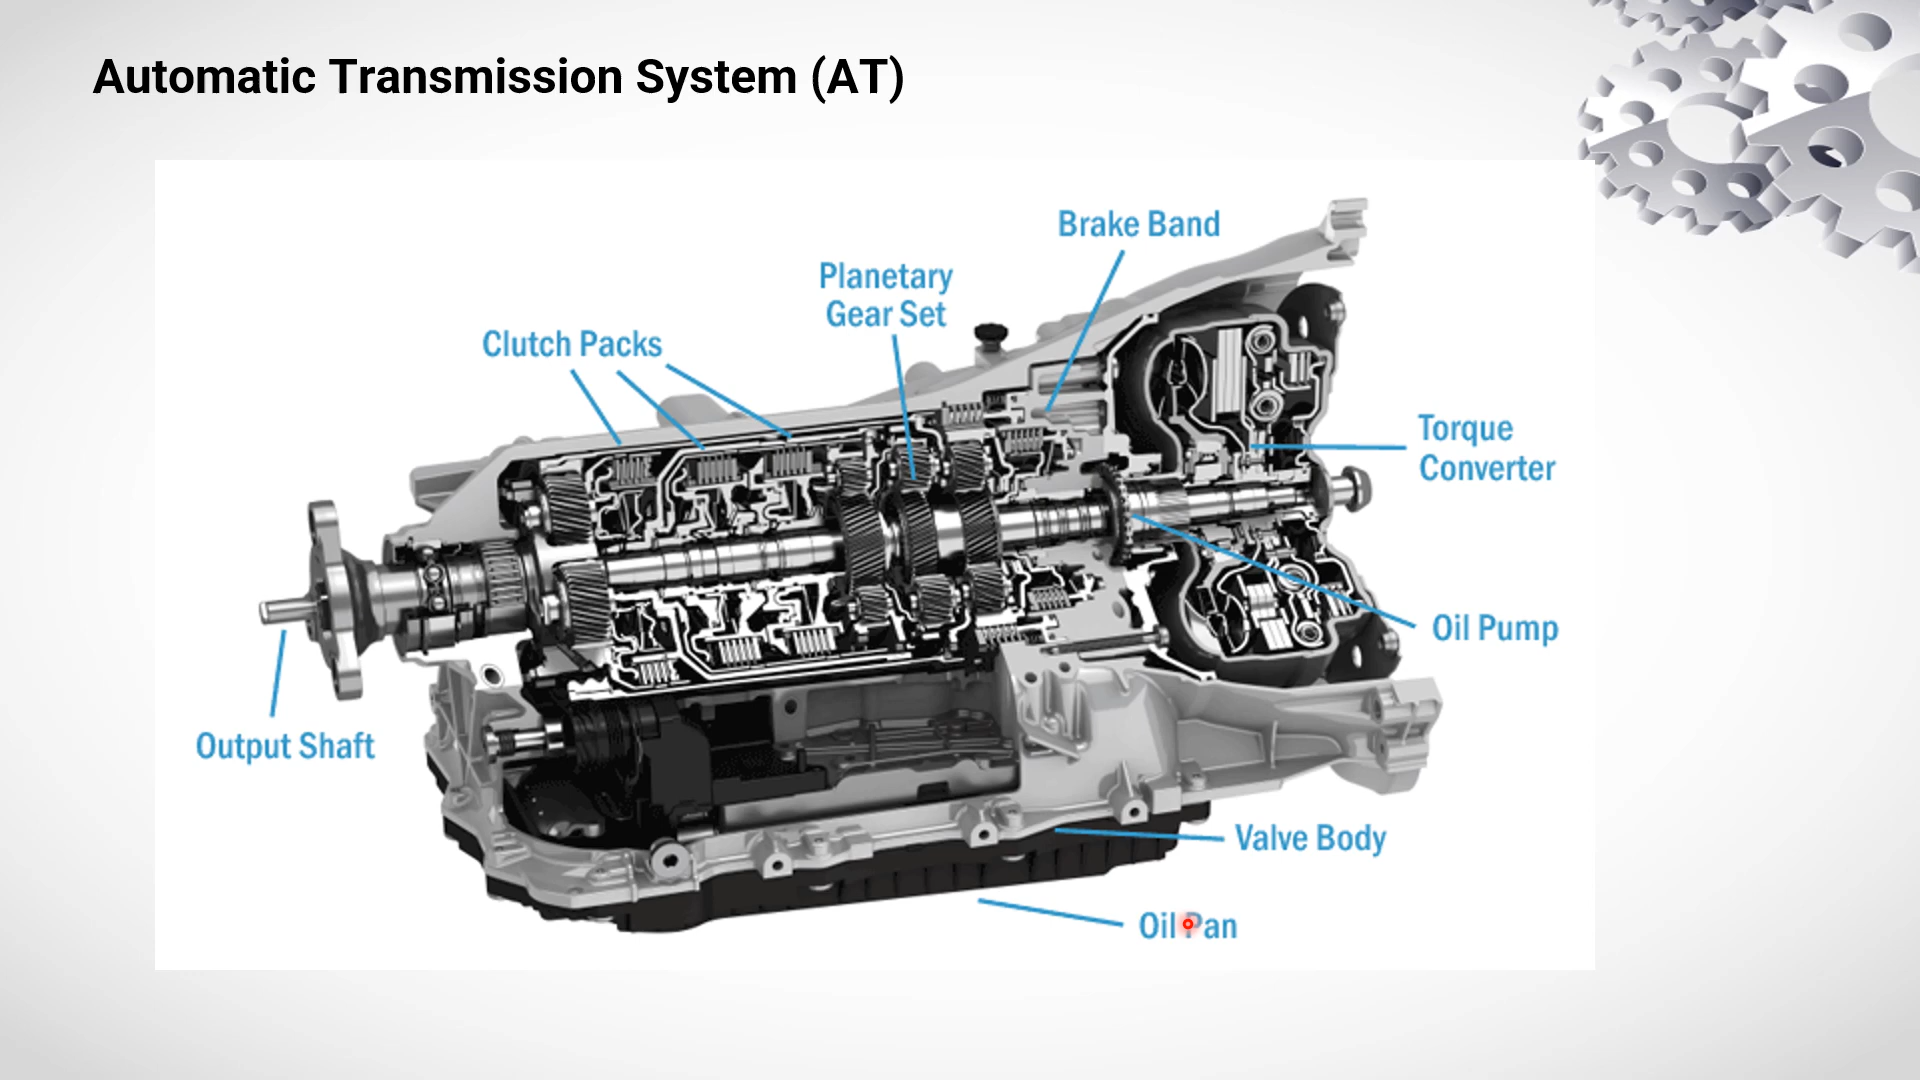 Automatic Transmission System (AT)
Brake Band
Planetary
Gear Set
Clutch Packs
Torque
Converter
Oil Pump
Output Shaft
Valve Body
Oil Pan